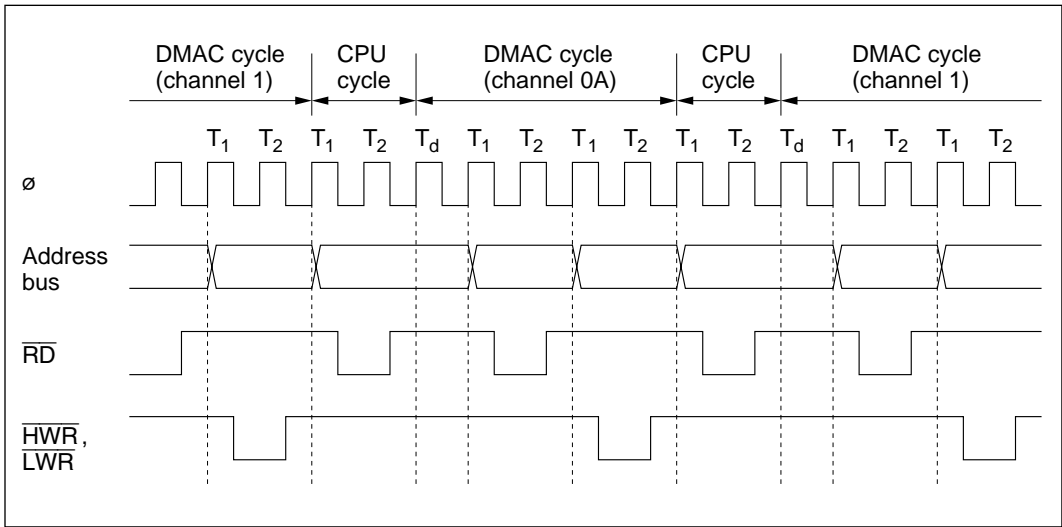 DMAC cycle (channel 1)
CPU cycle
DMAC cycle (channel 0A)
CPU cycle
DMAC cycle (channel 1)
T1 T2 T1 T2 Td T1 T2 T1 T2 T1 T2 Td T1 T2 T1 T2
ø
Address
bus
RD
HWR,
LWR